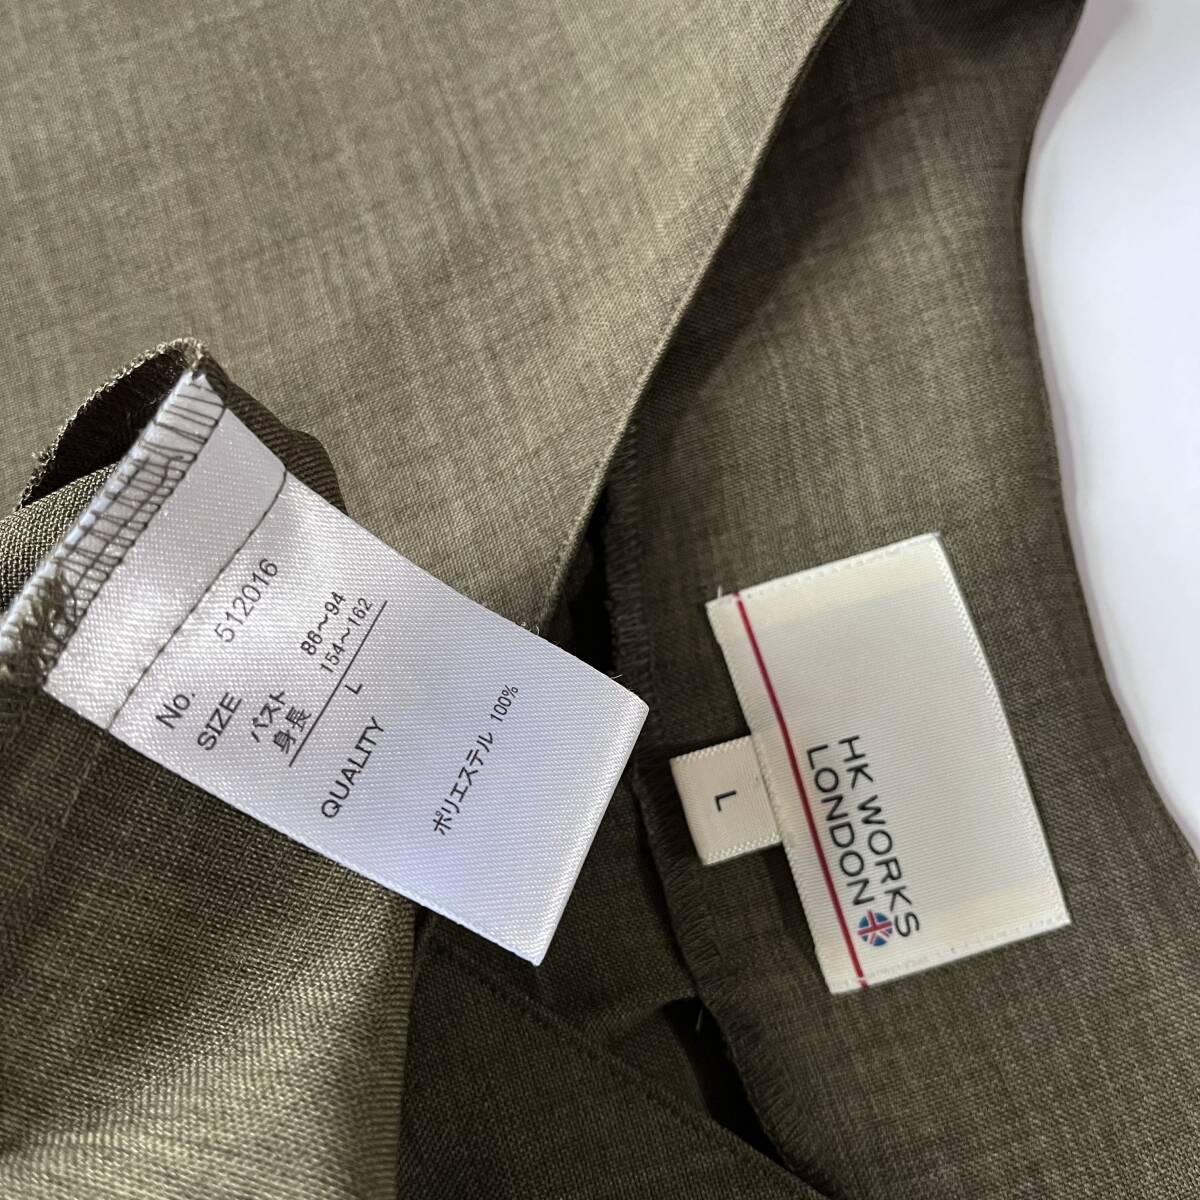 No. 512016
SIZE
バスト 86～94
身長 154～162
L
QUALITY
ポリエステル 100%
L
HK WORKS
LONDON